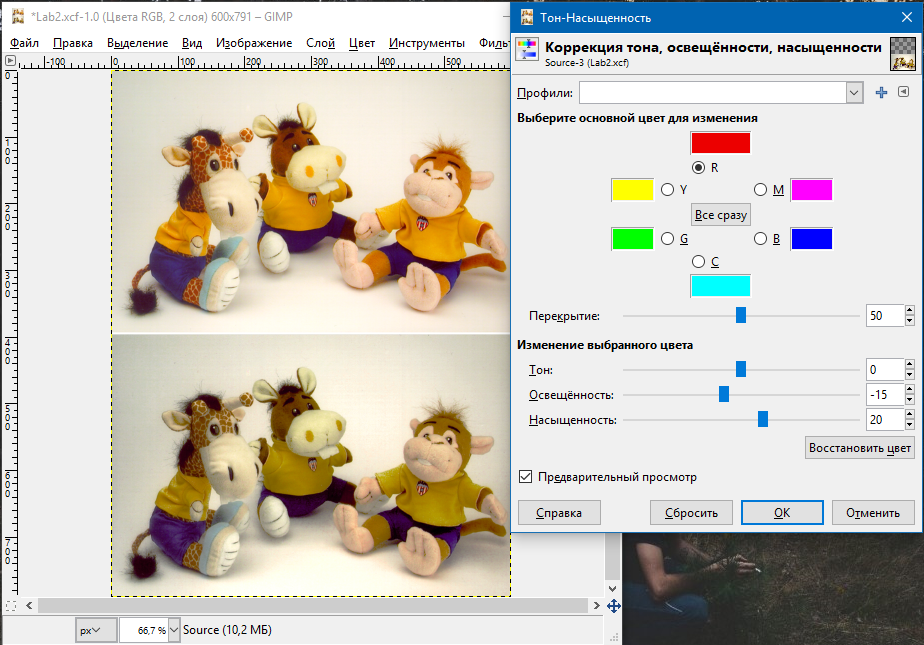 *Lab2.xcf-1.0 (Цвета RGB, 2 слоя) 600x791 – GIMP
Файл Правка Выделение Вид Изображение Слой Цвет Инструменты Филь
-100 0 100 200 300 400 500
0
100
200
300
400
500
600
700
px 66,7 % Source (10,2 МБ)
Тон-Насыщенность
Коррекция тона, освещённости, насыщенности
Source-3 (Lab2.xcf)
Профили:
Выберите основной цвет для изменения
R
Y M
Все сразу
G B
C
Перекрытие: 50
Изменение выбранного цвета
Тон: 0
Освещённость: -15
Насыщенность: 20
Восстановить цвет
Предварительный просмотр
Справка Сбросить OK Отменить